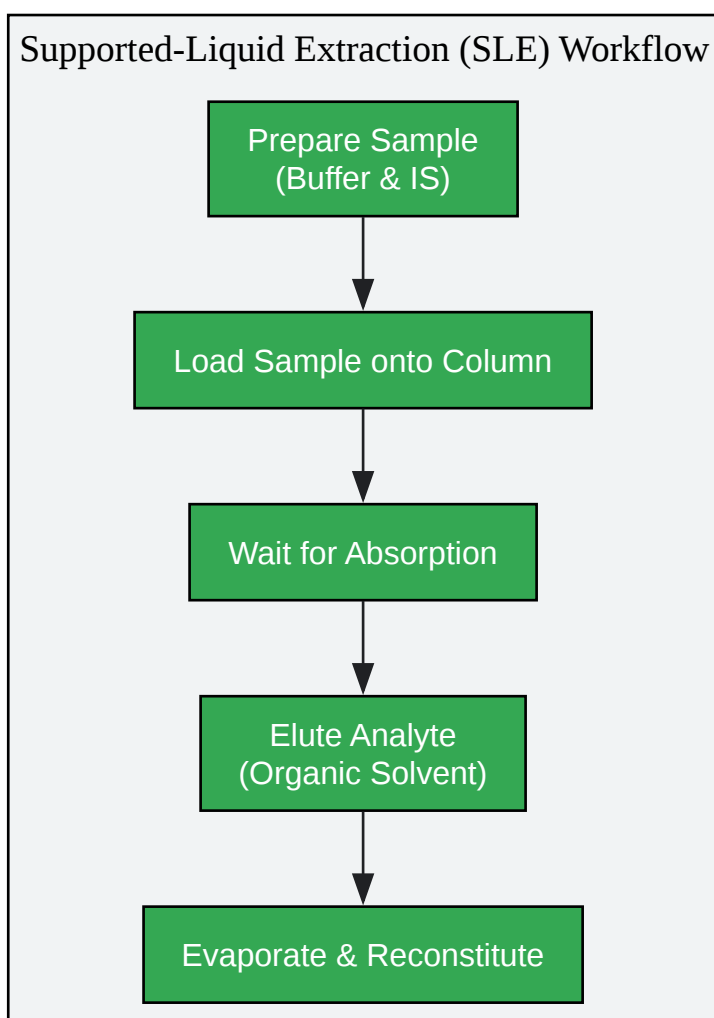 Supported-Liquid Extraction (SLE) Workflow
Prepare Sample
(Buffer & IS)
Load Sample onto Column
Wait for Absorption
Elute Analyte
(Organic Solvent)
Evaporate & Reconstitute